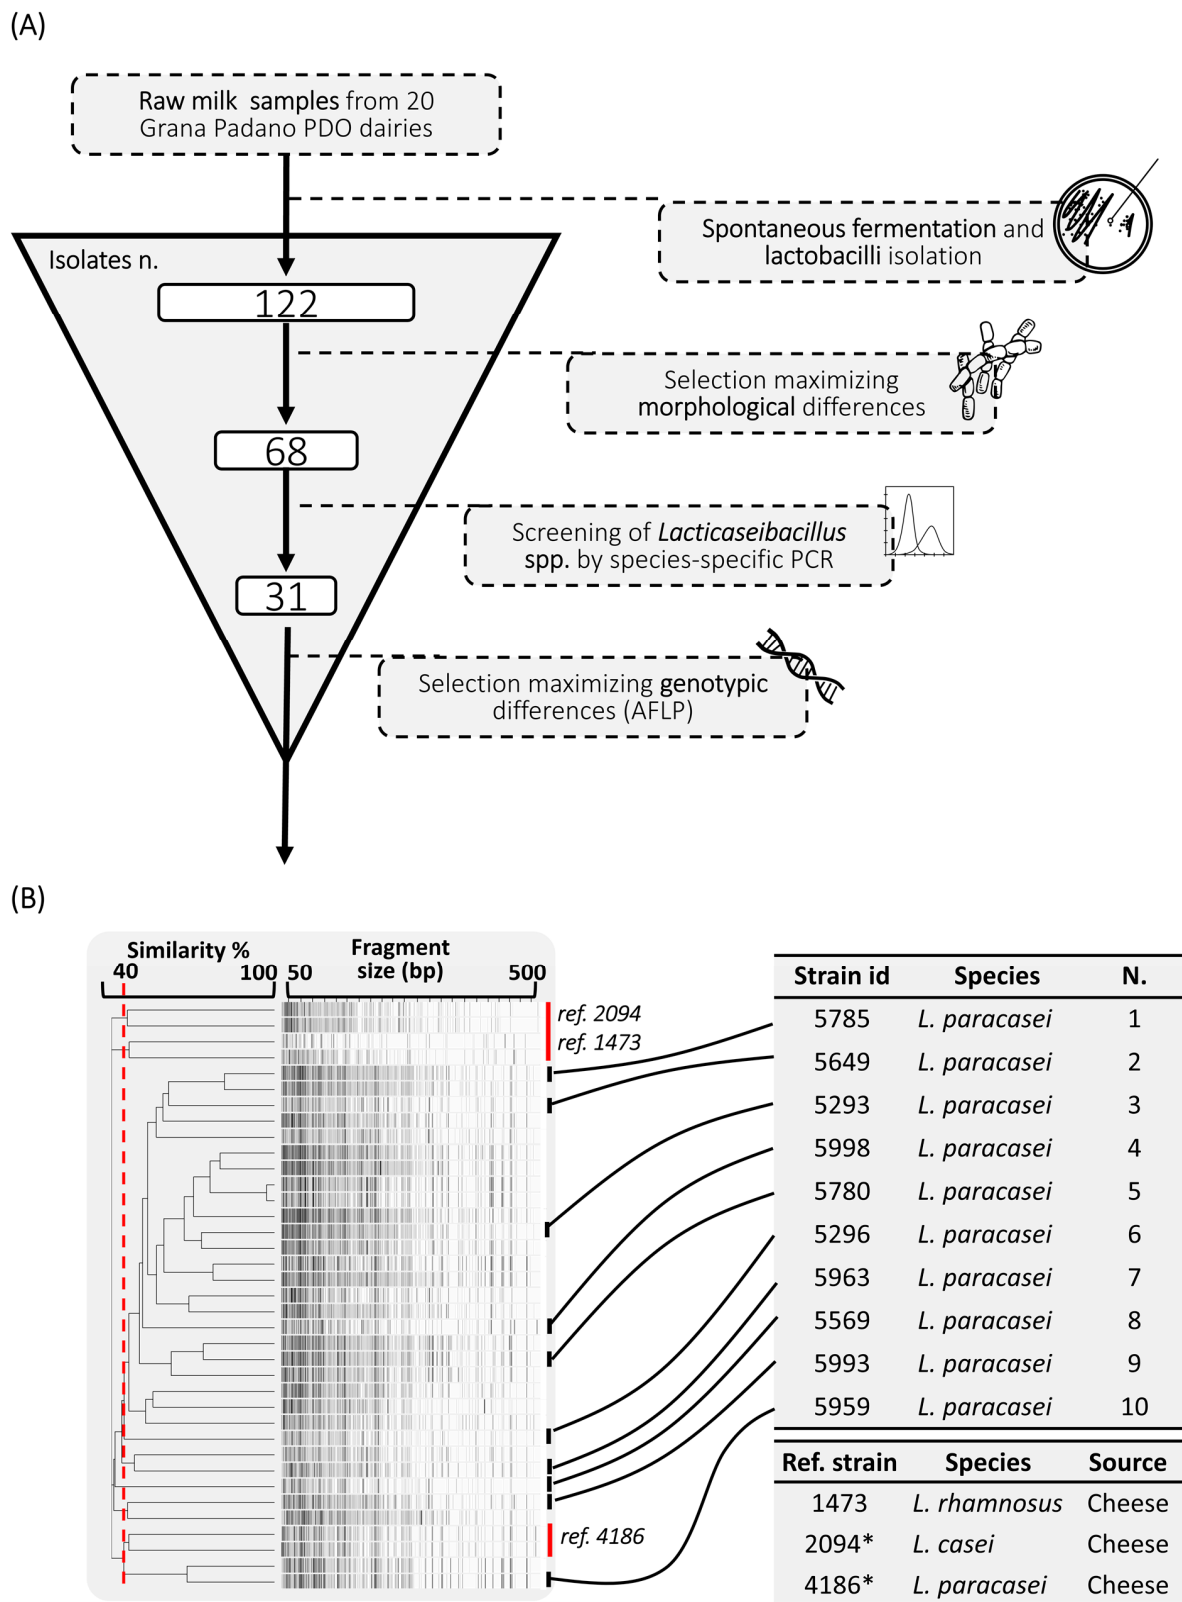 (A)
Raw milk samples from 20
Grana Padano PDO dairies
Spontaneous fermentation and
lactobacilli isolation
Isolates n.
122
Selection maximizing
morphological differences
68
Screening of Lacticaseibacillus
spp. by species-specific PCR
31
Selection maximizing genotypic
differences (AFLP)
(B)
Similarity %
40 100
Fragment
size (bp)
50 500
ref. 2094
ref. 1473
ref. 4186
Strain id Species N.
5785 L. paracasei 1
5649 L. paracasei 2
5293 L. paracasei 3
5998 L. paracasei 4
5780 L. paracasei 5
5296 L. paracasei 6
5963 L. paracasei 7
5569 L. paracasei 8
5993 L. paracasei 9
5959 L. paracasei 10
Ref. strain Species Source
1473 L. rhamnosus Cheese
2094* L. casei Cheese
4186* L. paracasei Cheese